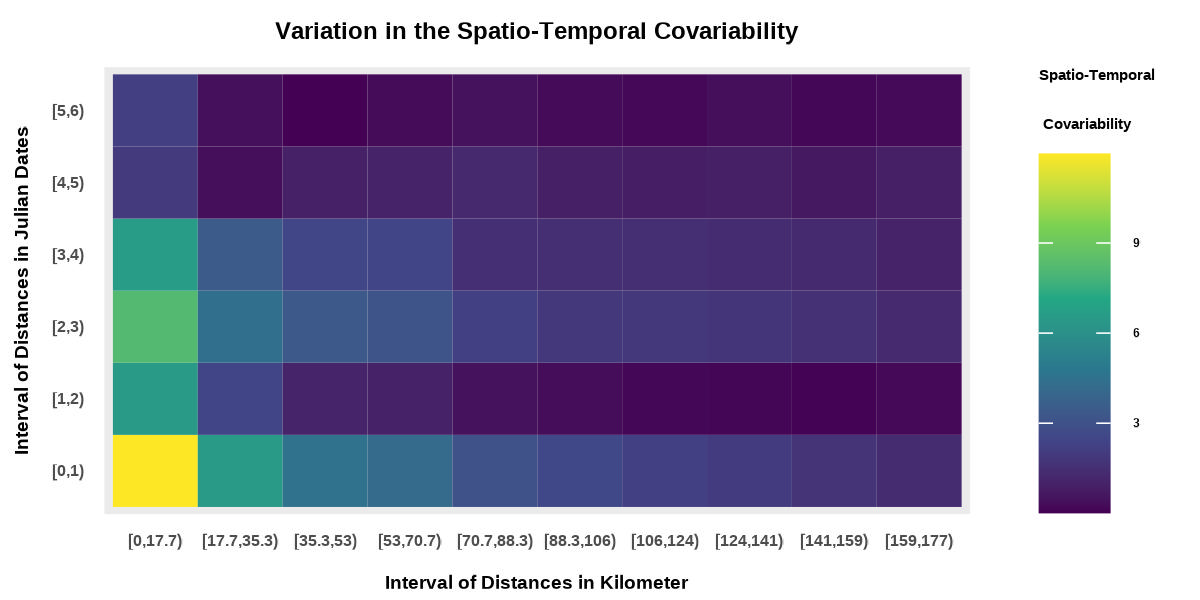 Variation in the Spatio-Temporal Covariability
Spatio-Temporal
Covariability
9
6
3
Interval of Distances in Julian Dates
[5,6)
[4,5)
[3,4)
[2,3)
[1,2)
[0,1)
[0,17.7) [17.7,35.3) [35.3,53) [53,70.7) [70.7,88.3) [88.3,106) [106,124) [124,141) [141,159) [159,177)
Interval of Distances in Kilometer